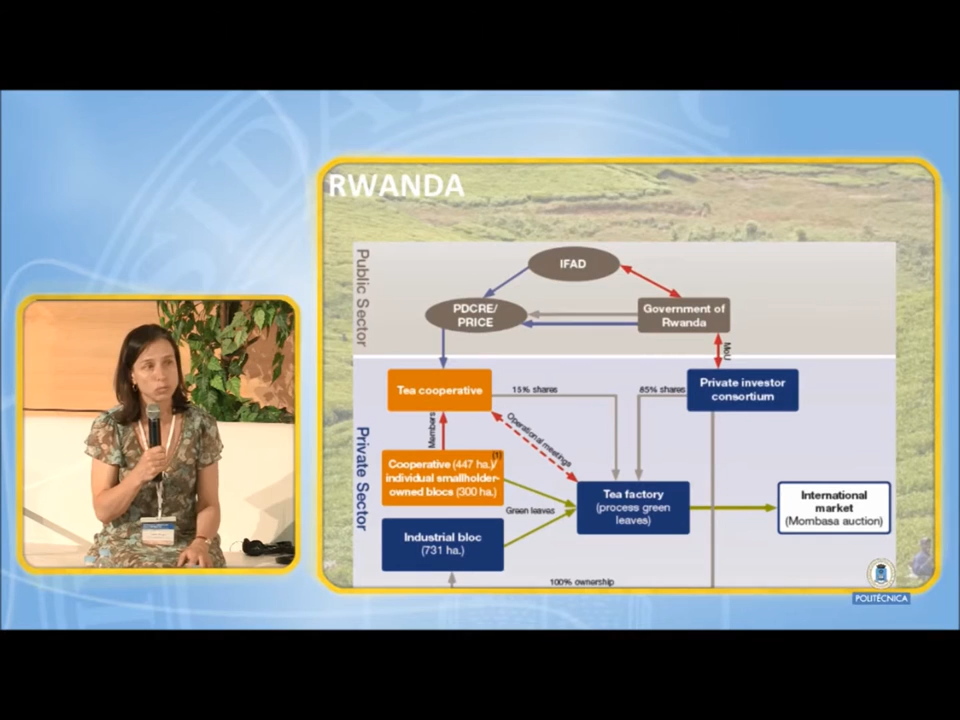 RWANDA
Public Sector
IFAD
PDCRE/
PRICE
Government of
Rwanda
MoU
Private Sector
Tea cooperative
15% shares
85% shares
Private investor
consortium
Members
Operational meetings
Cooperative (447 ha.)/
individual smallholder-
owned blocs (300 ha.)
(1)
Green leaves
Tea factory
(process green
leaves)
International
market
(Mombasa auction)
Industrial bloc
(731 ha.)
100% ownership
POLITÉCNICA